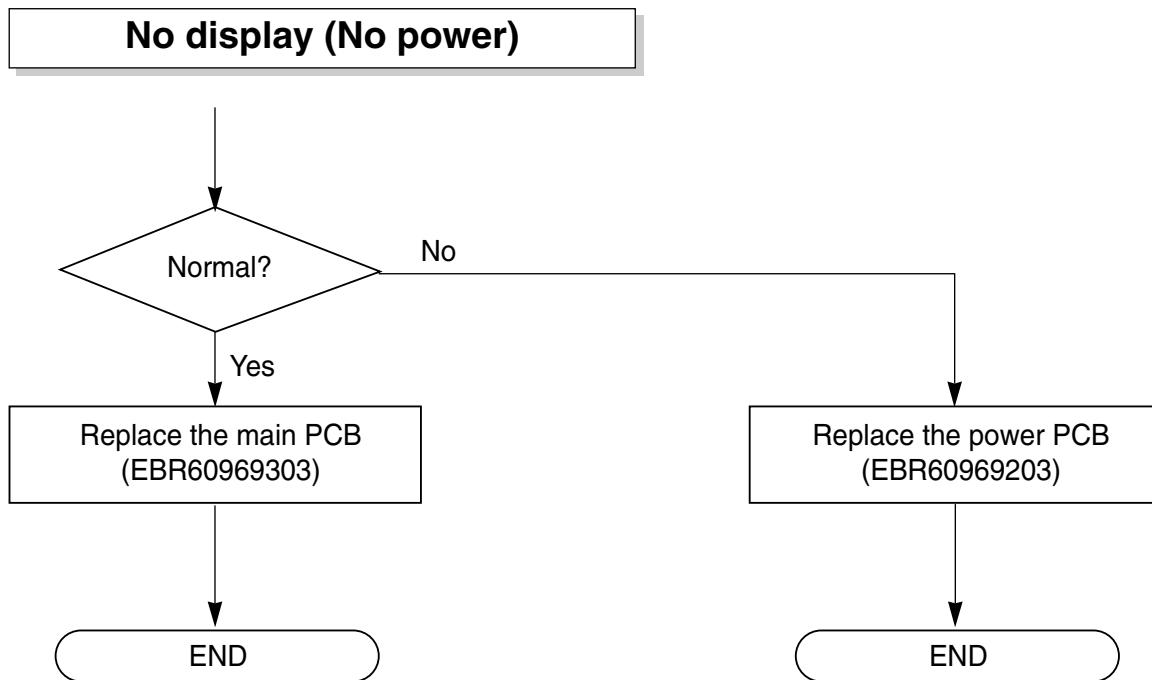 No display (No power)
Normal?
No
Yes
Replace the main PCB
(EBR60969303)
Replace the power PCB
(EBR60969203)
END
END